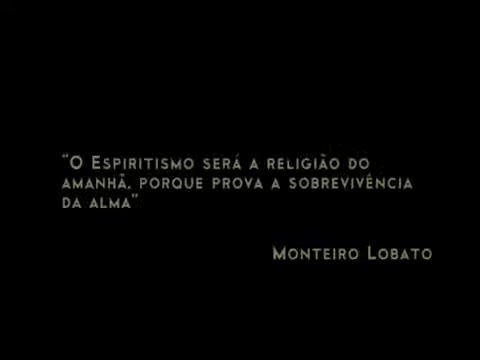 "O Espiritismo será a religião do
amanhã, porque prova a sobrevivência
da alma"
Monteiro Lobato